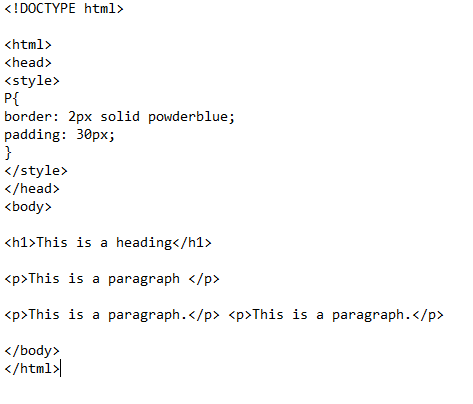 <!DOCTYPE html>
<html>
<head>
<style>
P{
border: 2px solid powderblue;
padding: 30px;
}
</style>
</head>
<body>
<h1>This is a heading</h1>
<p>This is a paragraph </p>
<p>This is a paragraph.</p> <p>This is a paragraph.</p>
</body>
</html>